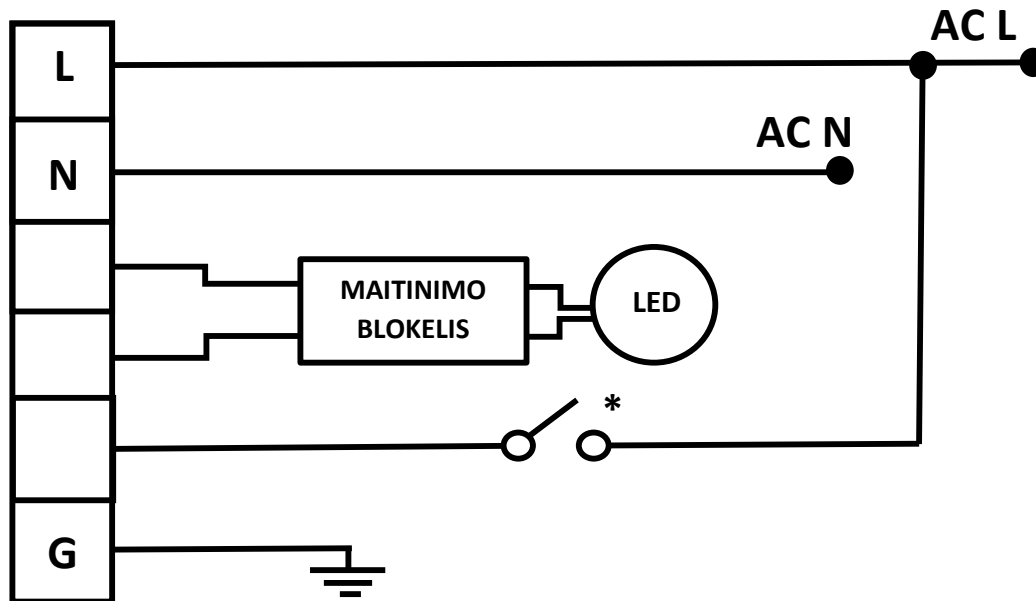 AC L
L
AC N
N
MAITINIMO
BLOKELIS
LED
*
G